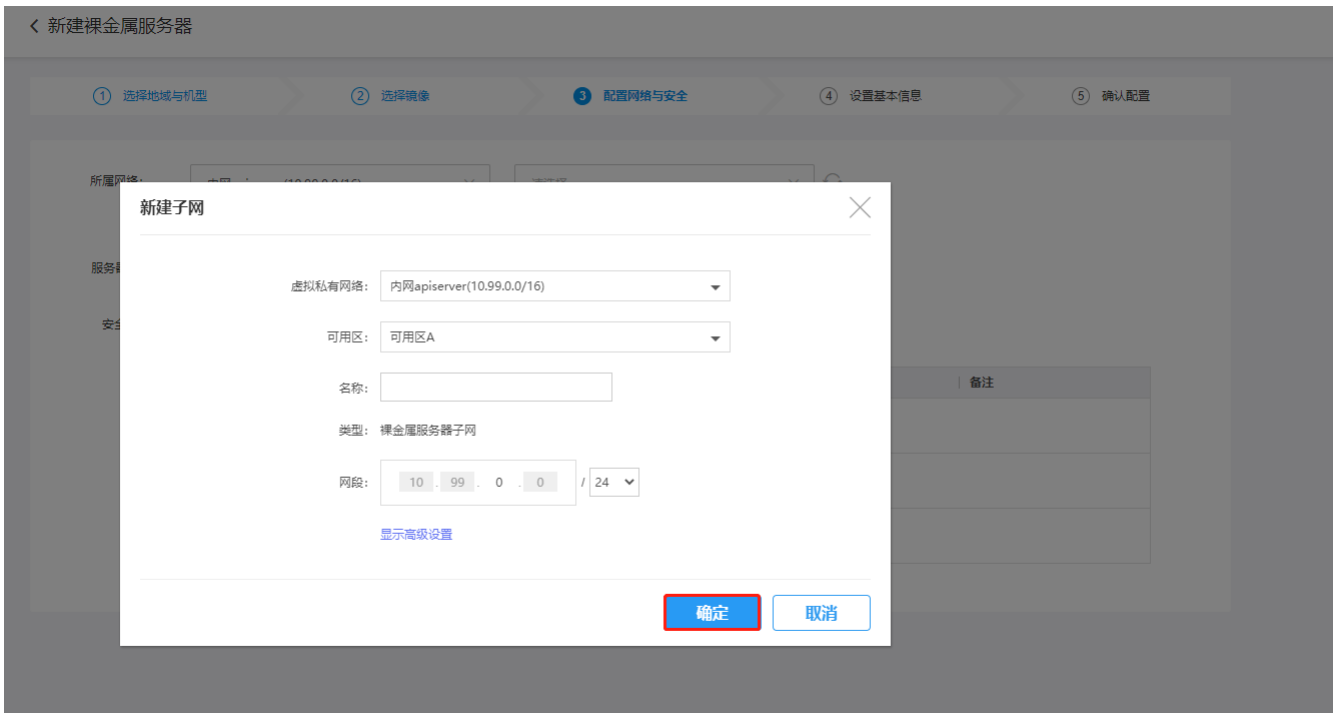 新建裸金属服务器
1 选择地域与机型 2 选择镜像 3 配置网络与安全 4 设置基本信息 5 确认配置
所属网络:
新建子网
服务器
虚拟私有网络: 内网apiserver(10.99.0.0/16)
安全
可用区: 可用区A
备注
名称:
类型: 裸金属服务器子网
网段: 10 . 99 . 0 . 0 / 24
显示高级设置
确定 取消